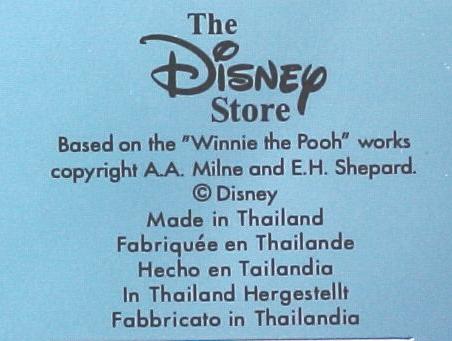 The
Disney
Store
Based on the "Winnie the Pooh" works
copyright A.A. Milne and E.H. Shepard.
© Disney
Made in Thailand
Fabriquée en Thailande
Hecho en Tailandia
In Thailand Hergestellt
Fabbricato in Thailandia